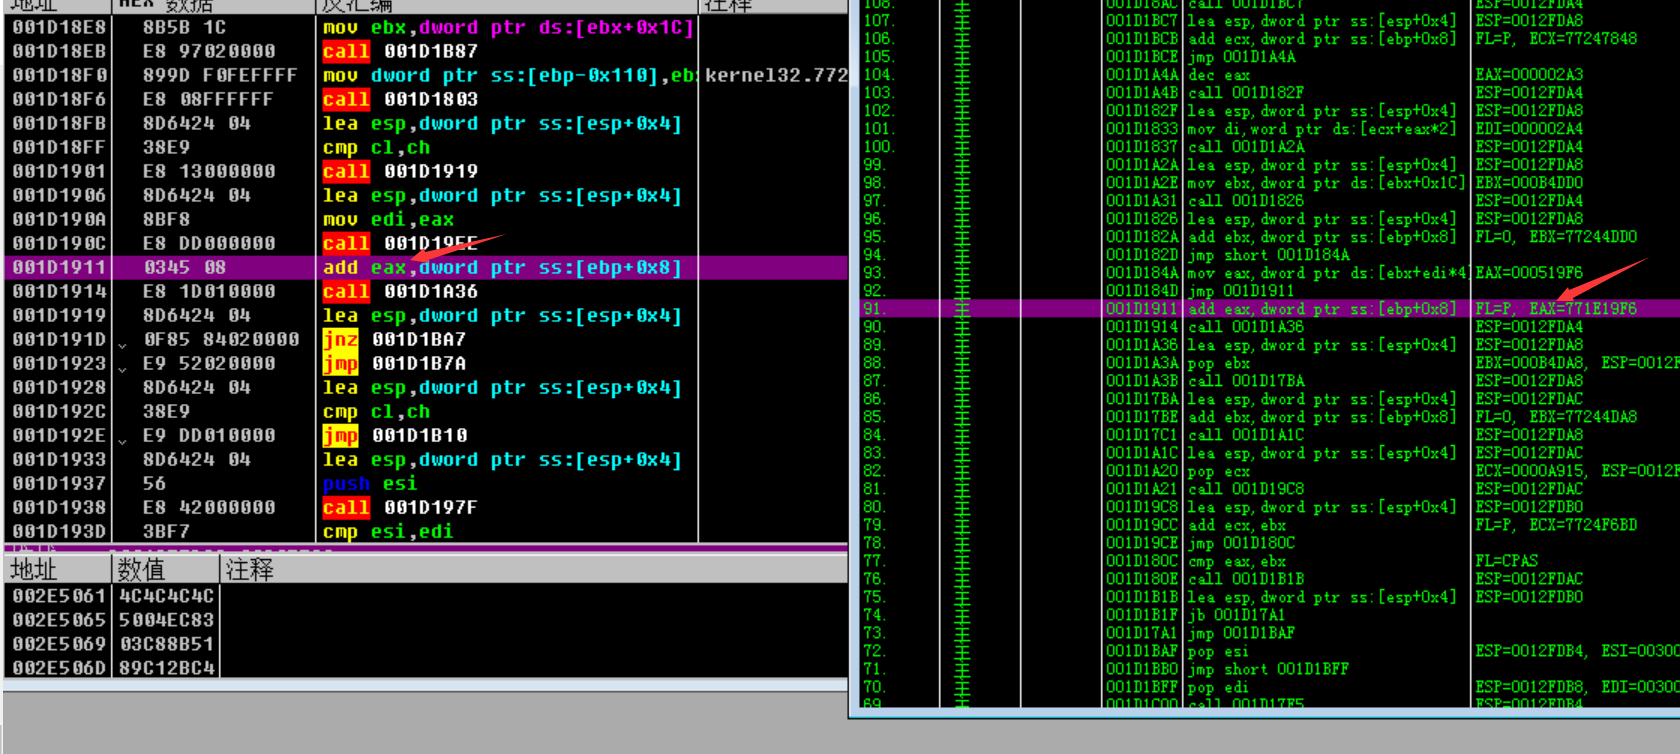 地址 HEX 数据 反汇编 注释
001D18E8 8B5B 1C mov ebx,dword ptr ds:[ebx+0x1C]
001D18EB E8 97020000 call 001D1B87
001D18F0 899D F0FEFFFF mov dword ptr ss:[ebp-0x110],eb kernel32.772
001D18F6 E8 08FFFFFF call 001D1803
001D18FB 8D6424 04 lea esp,dword ptr ss:[esp+0x4]
001D18FF 38E9 cmp cl,ch
001D1901 E8 13000000 call 001D1919
001D1906 8D6424 04 lea esp,dword ptr ss:[esp+0x4]
001D190A 8BF8 mov edi,eax
001D190C E8 DD000000 call 001D19EE
001D1911 0345 08 add eax,dword ptr ss:[ebp+0x8]
001D1914 E8 1D010000 call 001D1A36
001D1919 8D6424 04 lea esp,dword ptr ss:[esp+0x4]
001D191D 0F85 84020000 jnz 001D1BA7
001D1923 E9 52020000 jmp 001D1B7A
001D1928 8D6424 04 lea esp,dword ptr ss:[esp+0x4]
001D192C 38E9 cmp cl,ch
001D192E E9 DD010000 jmp 001D1B10
001D1933 8D6424 04 lea esp,dword ptr ss:[esp+0x4]
001D1937 56 push esi
001D1938 E8 42000000 call 001D197F
001D193D 3BF7 cmp esi,edi
地址 数值 注释
002E5061 4C4C4C4C
002E5065 5004EC83
002E5069 03C88B51
002E506D 89C12BC4
108. 001D18AC call 001D1BC7 ESP=0012FDA4
107. 001D1BC7 lea esp,dword ptr ss:[esp+0x4] ESP=0012FDA8
106. 001D1BCB add ecx,dword ptr ss:[ebp+0x8] FL=P, ECX=77247848
105. 001D1BCE jmp 001D1A4A
104. 001D1A4A dec eax EAX=000002A3
103. 001D1A4B call 001D182F ESP=0012FDA4
102. 001D182F lea esp,dword ptr ss:[esp+0x4] ESP=0012FDA8
101. 001D1833 mov di,word ptr ds:[ecx+eax*2] EDI=000002A4
100. 001D1837 call 001D1A2A ESP=0012FDA4
99. 001D1A2A lea esp,dword ptr ss:[esp+0x4] ESP=0012FDA8
98. 001D1A2E mov ebx,dword ptr ds:[ebx+0x1C] EBX=000B4DD0
97. 001D1A31 call 001D1826 ESP=0012FDA4
96. 001D1826 lea esp,dword ptr ss:[esp+0x4] ESP=0012FDA8
95. 001D182A add ebx,dword ptr ss:[ebp+0x8] FL=0, EBX=77244DD0
94. 001D182D jmp short 001D184A
93. 001D184A mov eax,dword ptr ds:[ebx+edi*4] EAX=000519F6
92. 001D184D jmp 001D1911
91. 001D1911 add eax,dword ptr ss:[ebp+0x8] FL=P, EAX=771E19F6
90. 001D1914 call 001D1A36 ESP=0012FDA4
89. 001D1A36 lea esp,dword ptr ss:[esp+0x4] ESP=0012FDA8
88. 001D1A3A pop ebx EBX=000B4DA8, ESP=0012F
87. 001D1A3B call 001D17BA ESP=0012FDA8
86. 001D17BA lea esp,dword ptr ss:[esp+0x4] ESP=0012FDAC
85. 001D17BE add ebx,dword ptr ss:[ebp+0x8] FL=0, EBX=77244DA8
84. 001D17C1 call 001D1A1C ESP=0012FDA8
83. 001D1A1C lea esp,dword ptr ss:[esp+0x4] ESP=0012FDAC
82. 001D1A20 pop ecx ECX=0000A915, ESP=0012F
81. 001D1A21 call 001D19C8 ESP=0012FDAC
80. 001D19C8 lea esp,dword ptr ss:[esp+0x4] ESP=0012FDB0
79. 001D19CC add ecx,ebx FL=P, ECX=7724F6BD
78. 001D19CE jmp 001D180C
77. 001D180C cmp eax,ebx FL=CPAS
76. 001D180E call 001D1B1B ESP=0012FDAC
75. 001D1B1B lea esp,dword ptr ss:[esp+0x4] ESP=0012FDB0
74. 001D1B1F jb 001D17A1
73. 001D17A1 jmp 001D1BAF
72. 001D1BAF pop esi ESP=0012FDB4, ESI=00300
71. 001D1BB0 jmp short 001D1BFF
70. 001D1BFF pop edi ESP=0012FDB8, EDI=00300
69. 001D1C00 call 001D17F5 ESP=0012FDB4